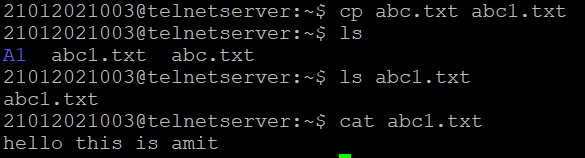 21012021003@telnetserver:~$ cp abc.txt abc1.txt
21012021003@telnetserver:~$ ls
A1  abc1.txt  abc.txt
21012021003@telnetserver:~$ ls abc1.txt
abc1.txt
21012021003@telnetserver:~$ cat abc1.txt
hello this is amit